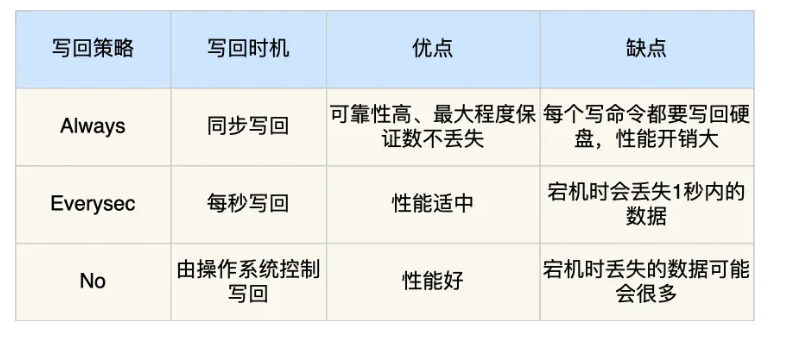 写回策略
写回时机
优点
缺点
Always
同步写回
可靠性高、最大程度保
证数不丢失
每个写命令都要写回硬
盘，性能开销大
Everysec
每秒写回
性能适中
宕机时会丢失1秒内的
数据
No
由操作系统控制
写回
性能好
宕机时丢失的数据可能
会很多